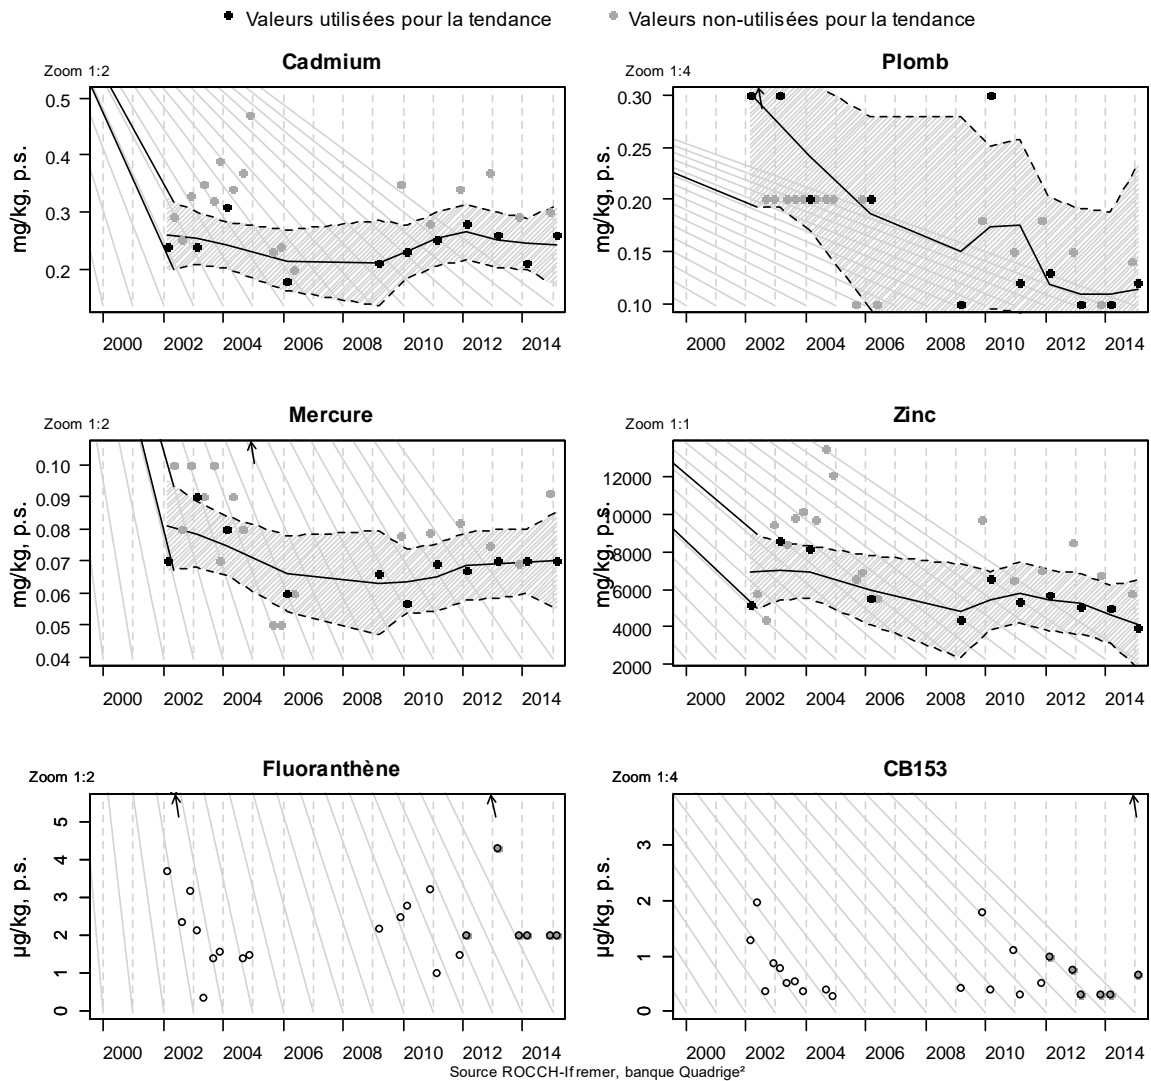 Valeurs utilisées pour la tendance Valeurs non-utilisées pour la tendance
Zoom 1:2 Cadmium Zoom 1:4 Plomb
mg/kg, p.s. 0.5 0.4 0.3 0.2
2000 2002 2004 2006 2008 2010 2012 2014
mg/kg, p.s. 0.30 0.25 0.20 0.15 0.10
2000 2002 2004 2006 2008 2010 2012 2014
Zoom 1:2 Mercure Zoom 1:1 Zinc
mg/kg, p.s. 0.10 0.09 0.08 0.07 0.06 0.05 0.04
2000 2002 2004 2006 2008 2010 2012 2014
mg/kg, p.s. 12000 10000 8000 6000 4000 2000
2000 2002 2004 2006 2008 2010 2012 2014
Zoom 1:2 Fluoranthène Zoom 1:4 CB153
µg/kg, p.s. 5 4 3 2 1 0
2000 2002 2004 2006 2008 2010 2012 2014
µg/kg, p.s. 3 2 1 0
2000 2002 2004 2006 2008 2010 2012 2014
Source ROCCH-Ifremer, banque Quadrige²